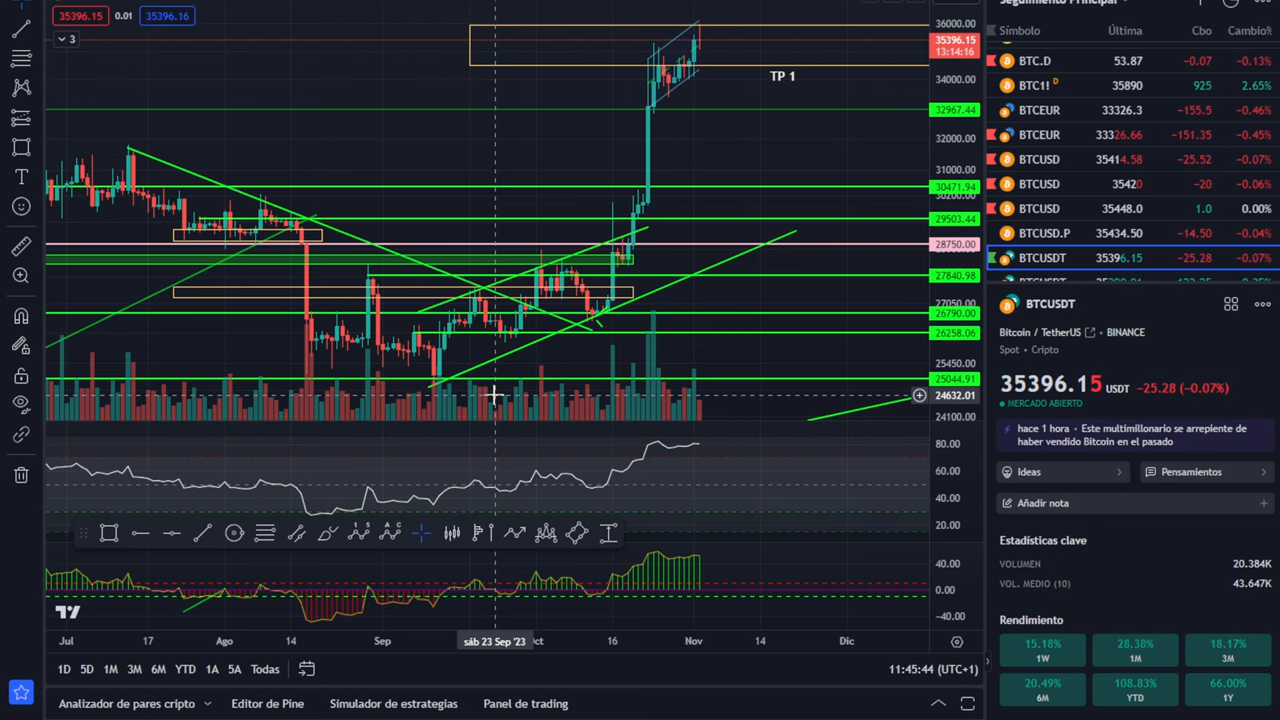 35396.15 0.01 35396.16
3
TP 1
36000.00
35396.15
13:14:16
34000.00
32967.44
32000.00
31000.00
30471.94
30200.00
29503.44
28750.00
27840.98
27050.00
26790.00
26258.06
25450.00
25044.91
24632.01
24100.00
80.00
60.00
40.00
20.00
40.00
0.00
-40.00
Jul 17 Ago 14 Sep sáb 23 Sep '23 16 Nov 14 Dic
1D 5D 1M 3M 6M YTD 1A 5A Todas
11:45:44 (UTC+1)
Analizador de pares cripto Editor de Pine Simulador de estrategias Panel de trading
Seguimiento Principal
Símbolo Última Cbo Cambio%
BTC.D 53.87 -0.07 -0.13%
BTC1! D 35890 925 2.65%
BTCEUR 33326.3 -155.5 -0.46%
BTCEUR 33326.66 -151.35 -0.45%
BTCUSD 35414.58 -25.52 -0.07%
BTCUSD 35420 -20 -0.06%
BTCUSD 35448.0 1.0 0.00%
BTCUSD.P 35434.50 -14.50 -0.04%
BTCUSDT 35396.15 -25.28 -0.07%
BTCUSDT
Bitcoin / TetherUS • BINANCE
Spot • Cripto
35396.15 USDT -25.28 (-0.07%)
MERCADO ABIERTO
hace 1 hora • Este multimillonario se arrepiente de
haber vendido Bitcoin en el pasado
Ideas Pensamientos
Añadir nota
Estadísticas clave
VOLUMEN 20.384K
VOL. MEDIO (10) 43.647K
Rendimiento
15.18% 28.38% 18.17%
1W 1M 3M
20.49% 108.83% 66.00%
6M YTD 1Y